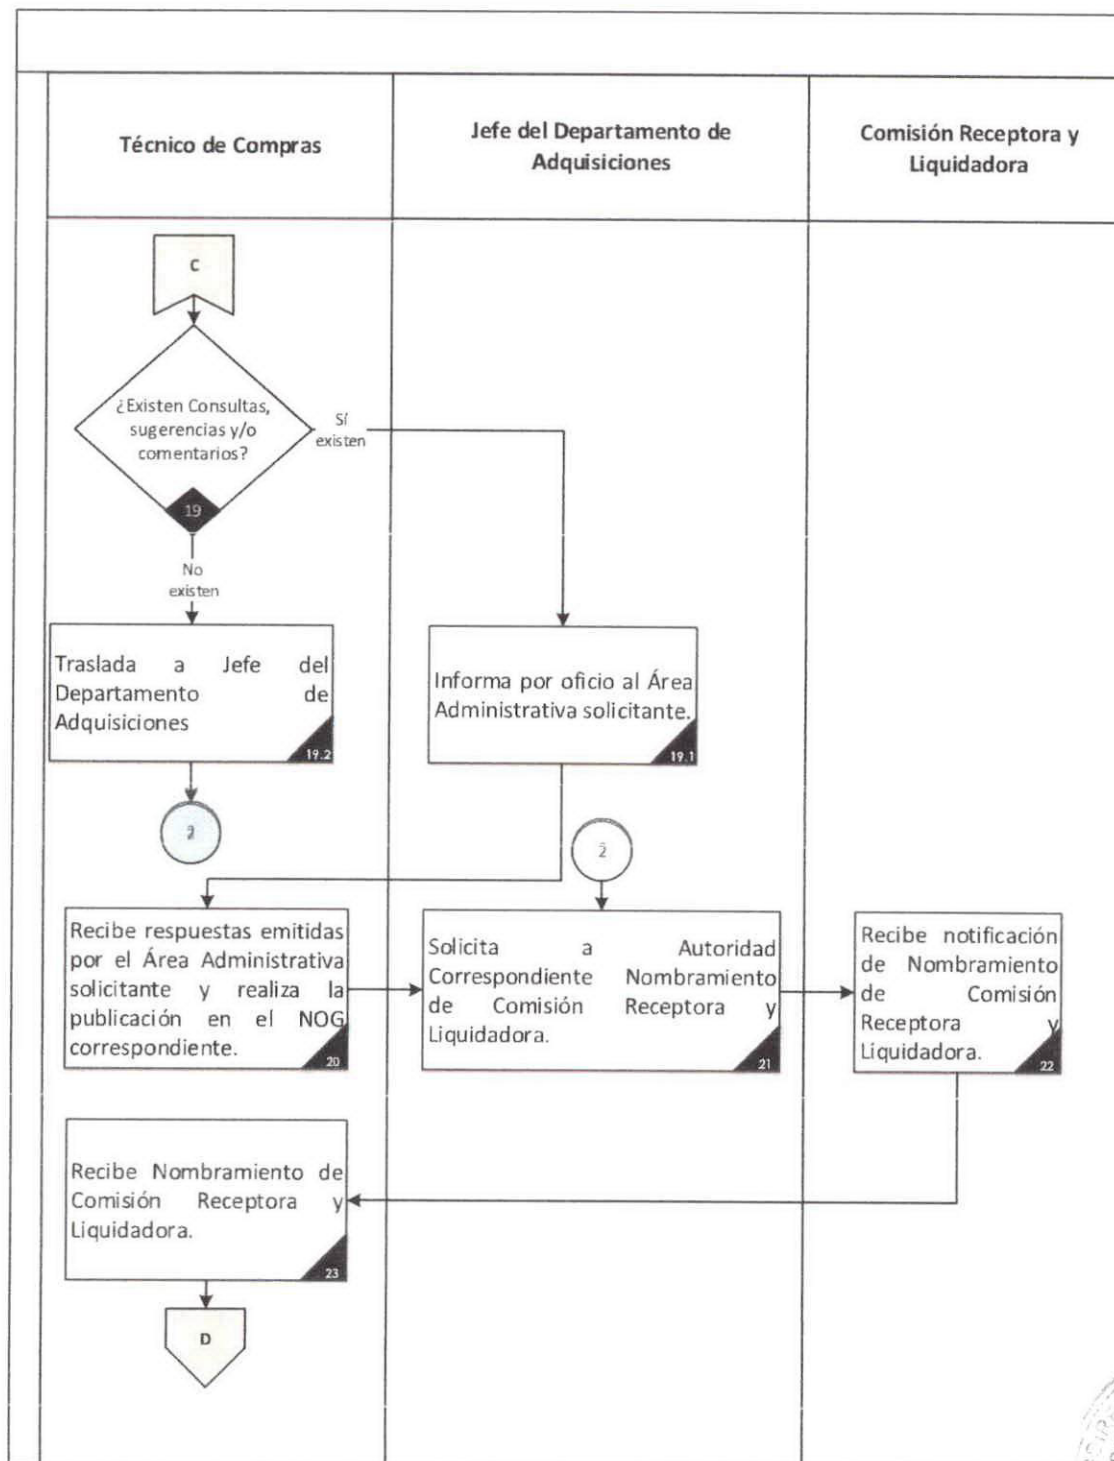 Técnico de Compras
Jefe del Departamento de
Adquisiciones
Comisión Receptora y
Liquidadora
C
¿Existen Consultas,
sugerencias y/o
comentarios?
19
Sí
existen
No
existen
Traslada a Jefe del
Departamento de
Adquisiciones
19.2
Informa por oficio al Área
Administrativa solicitante.
19.1
2
2
Recibe respuestas emitidas
por el Área Administrativa
solicitante y realiza la
publicación en el NOG
correspondiente.
20
Solicita a Autoridad
Correspondiente Nombramiento
de Comisión Receptora y
Liquidadora.
21
Recibe notificación
de Nombramiento
de Comisión
Receptora y
Liquidadora.
22
Recibe Nombramiento de
Comisión Receptora y
Liquidadora.
23
D